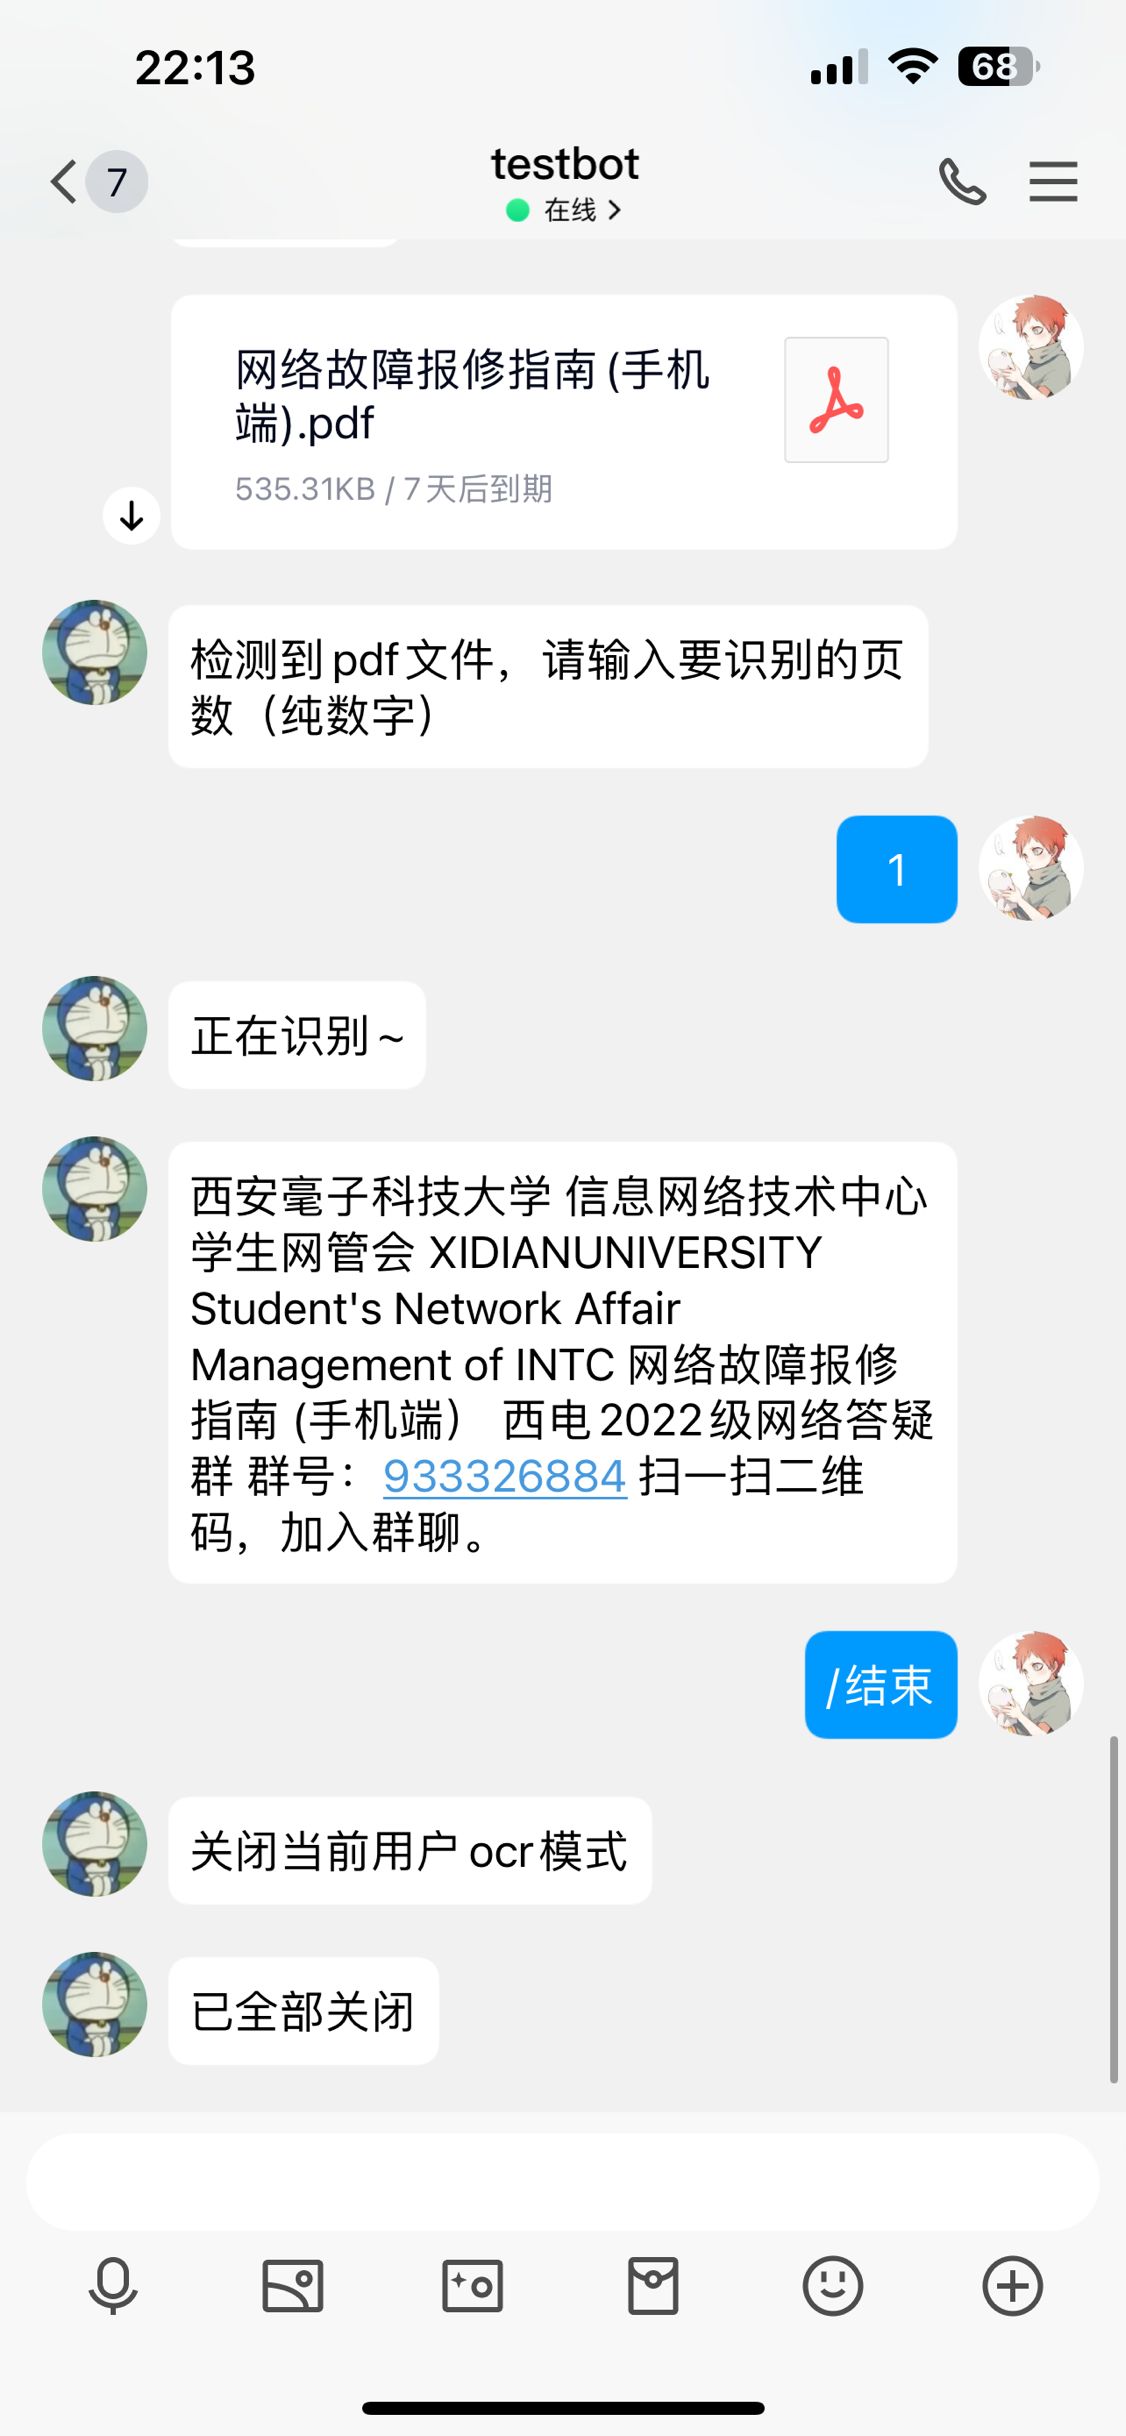 22:13
68
7
testbot
在线
网络故障报修指南(手机
端).pdf
535.31KB / 7天后到期
检测到pdf文件，请输入要识别的页
数（纯数字）
1
正在识别~
西安毫子科技大学 信息网络技术中心
学生网管会 XIDIANUNIVERSITY
Student's Network Affair
Management of INTC 网络故障报修
指南 (手机端） 西电2022级网络答疑
群 群号：933326884 扫一扫二维
码，加入群聊。
/结束
关闭当前用户ocr模式
已全部关闭